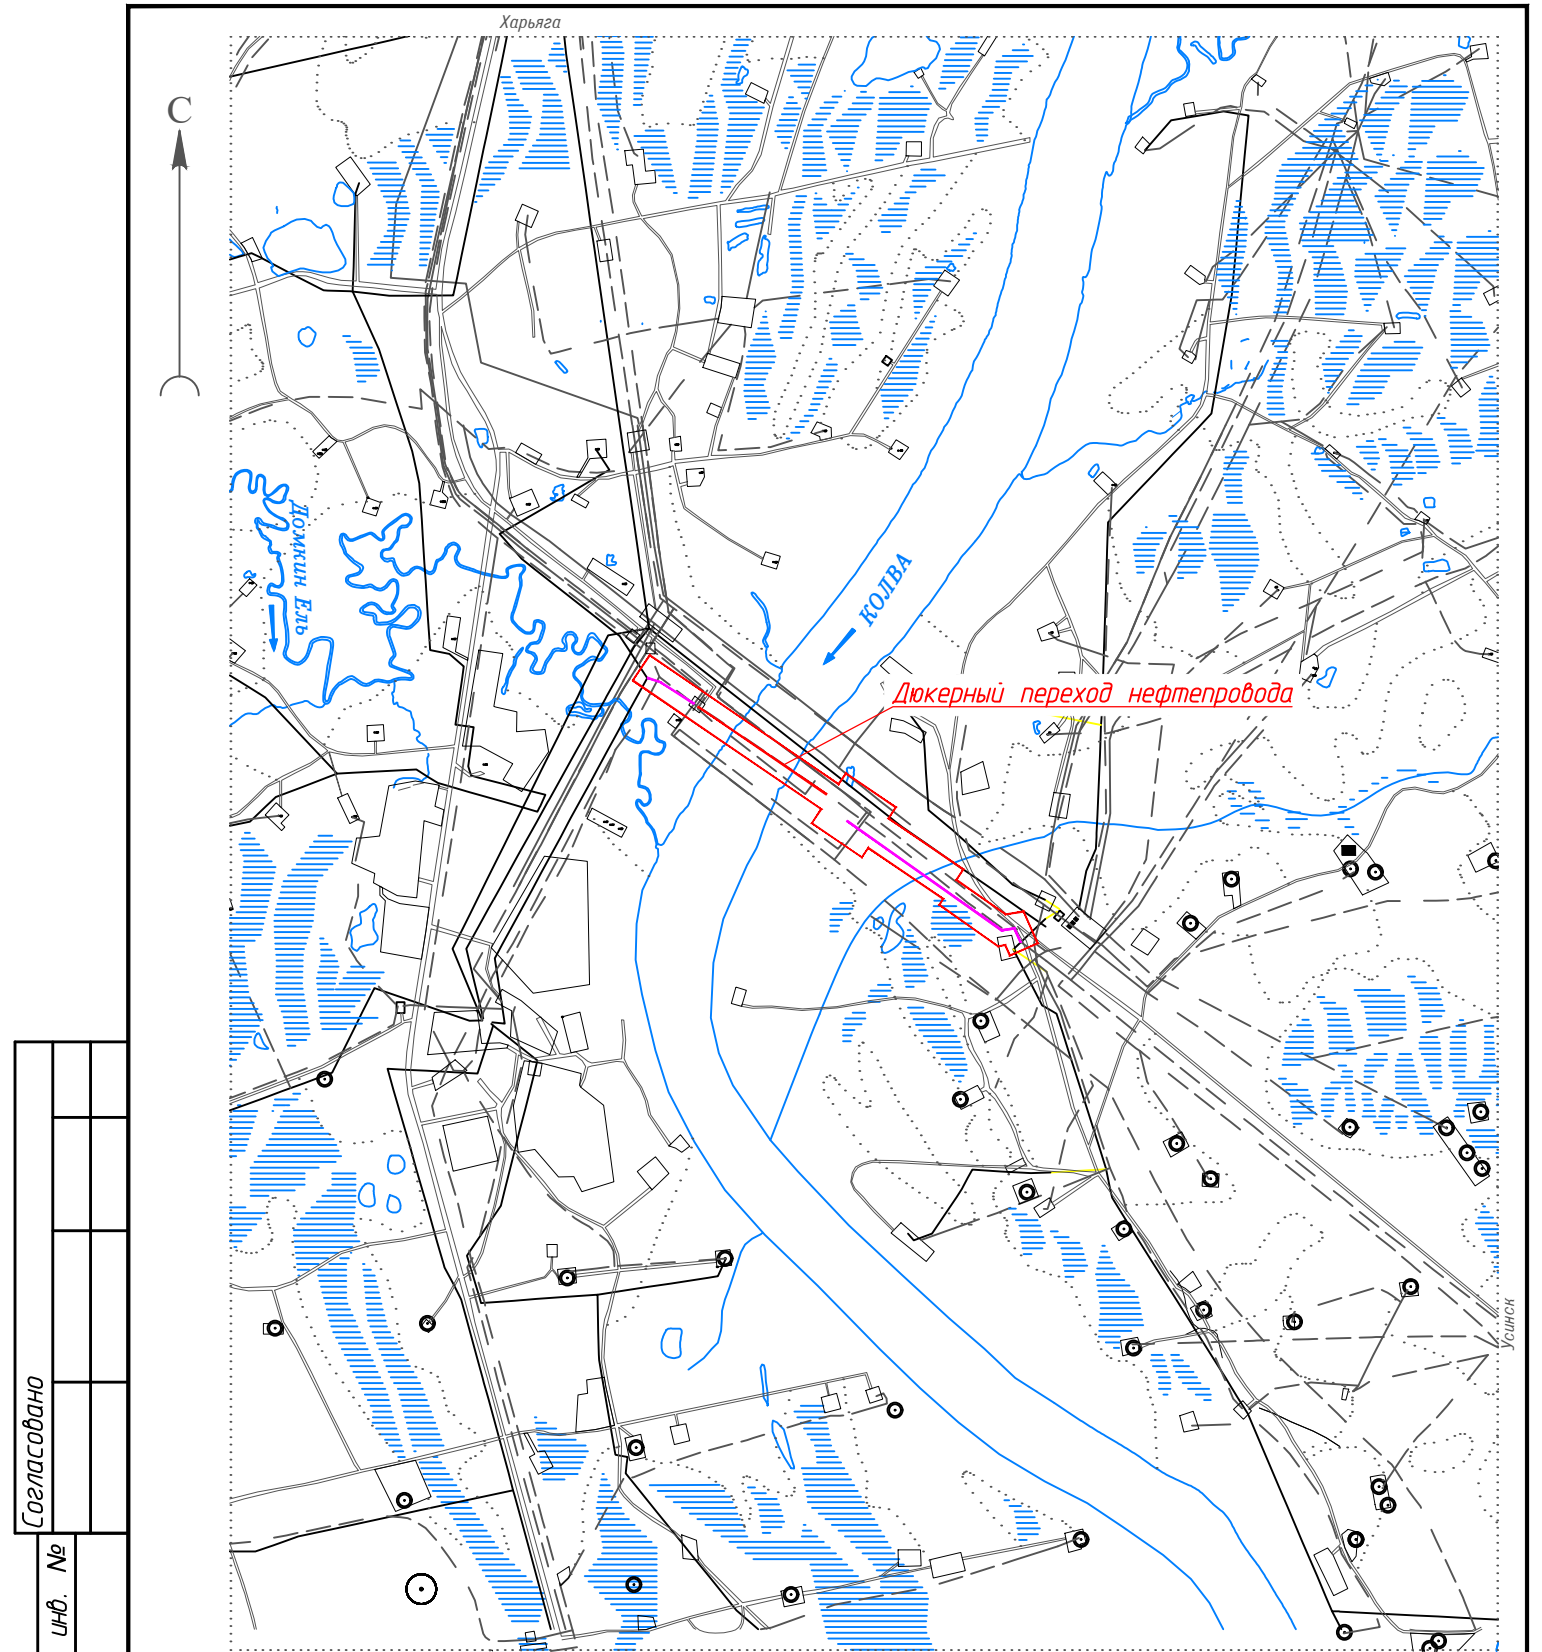 Харьяга
С
Домкин Ель
КОЛВА
Дюкерный переход нефтепровода
Усинск
Согласовано
инв. №